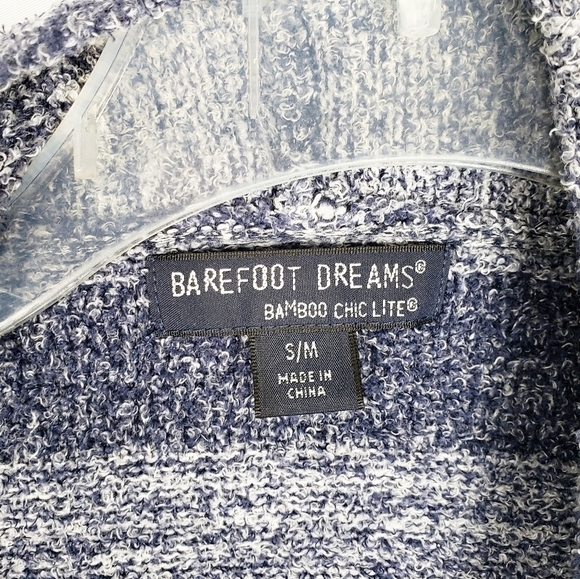 BAREFOOT DREAMS®
BAMBOO CHIC LITE®
S/M
MADE IN
CHINA